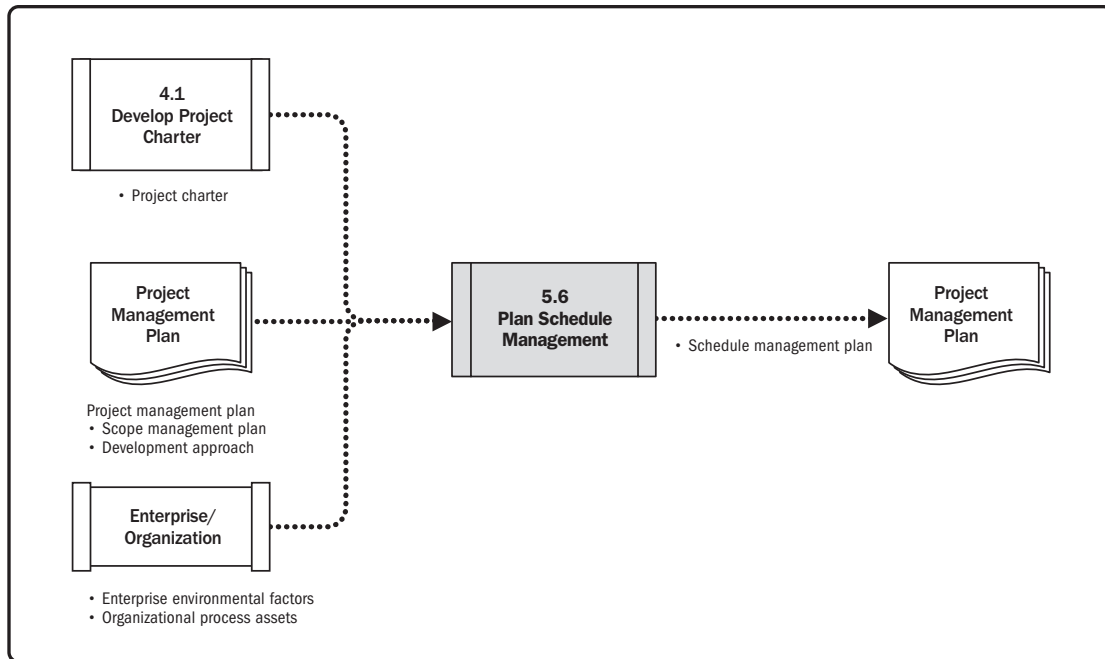 4.1
Develop Project
Charter
• Project charter
Project
Management
Plan
Project management plan
• Scope management plan
• Development approach
Enterprise/
Organization
• Enterprise environmental factors
• Organizational process assets
5.6
Plan Schedule
Management
• Schedule management plan
Project
Management
Plan